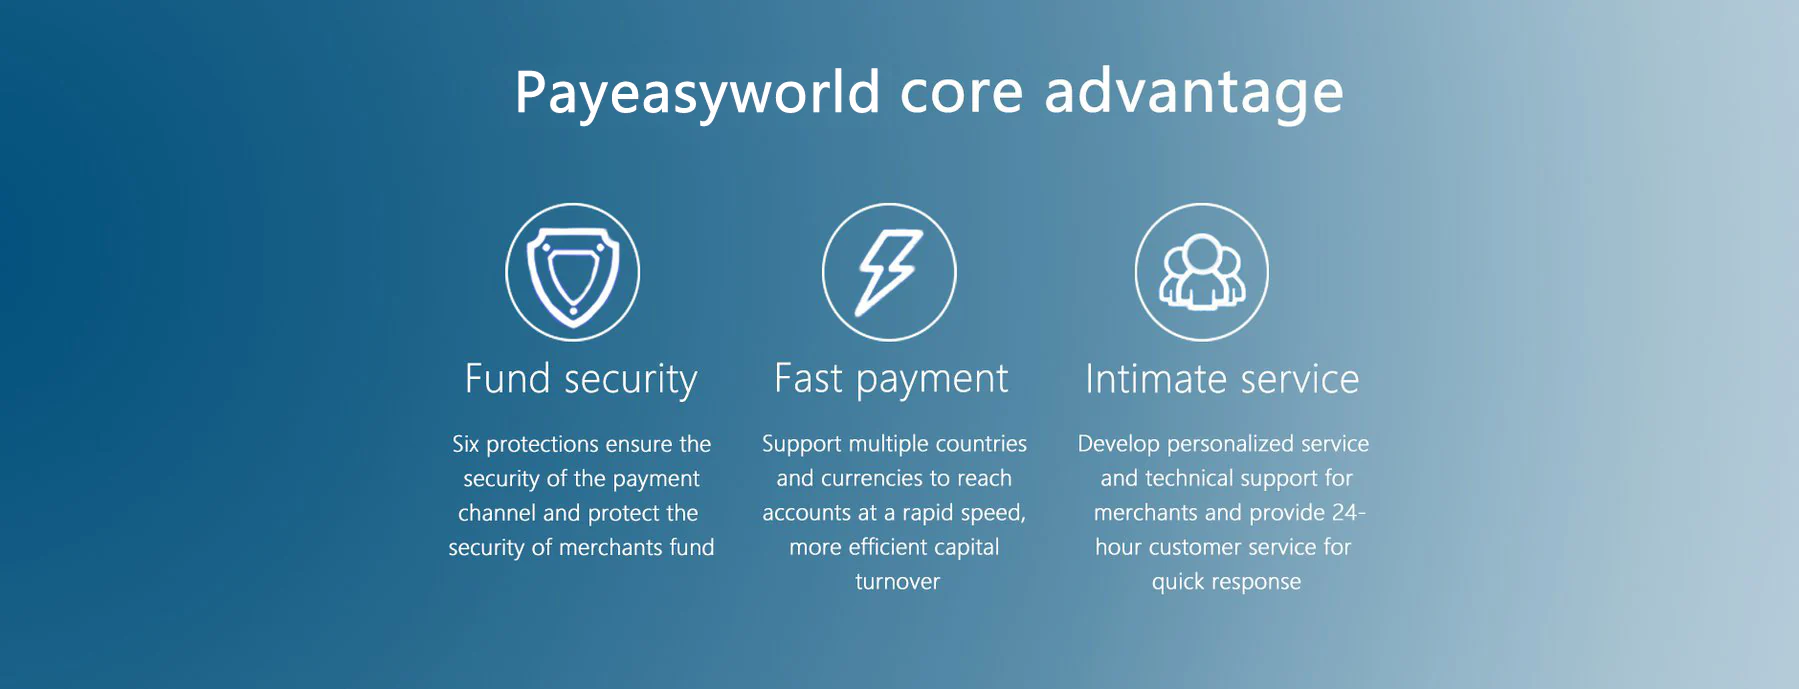 Payeasyworld core advantage
Fund security
Six protections ensure the
security of the payment
channel and protect the
security of merchants fund
Fast payment
Support multiple countries
and currencies to reach
accounts at a rapid speed,
more efficient capital
turnover
Intimate service
Develop personalized service
and technical support for
merchants and provide 24-
hour customer service for
quick response